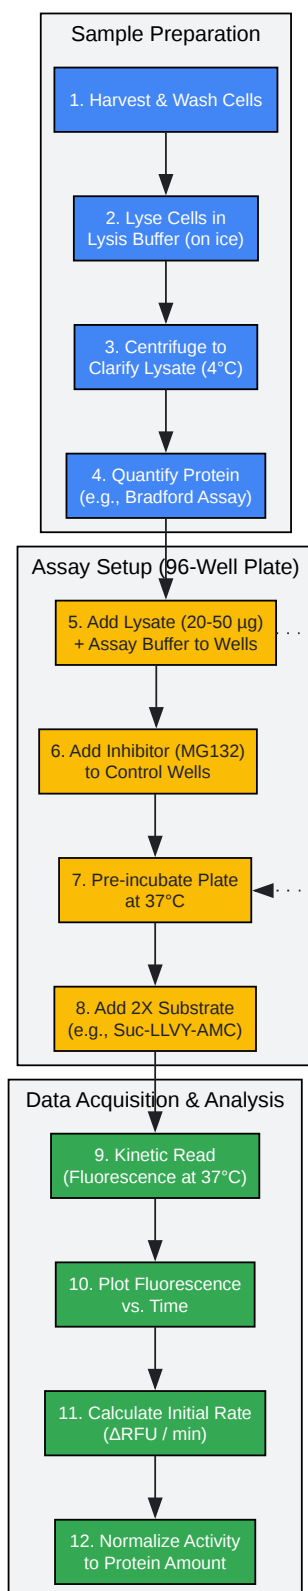 Sample Preparation
1. Harvest & Wash Cells
2. Lyse Cells in
Lysis Buffer (on ice)
3. Centrifuge to
Clarify Lysate (4°C)
4. Quantify Protein
(e.g., Bradford Assay)
Assay Setup (96-Well Plate)
5. Add Lysate (20-50 µg)
+ Assay Buffer to Wells
6. Add Inhibitor (MG132)
to Control Wells
7. Pre-incubate Plate
at 37°C
8. Add 2X Substrate
(e.g., Suc-LLVY-AMC)
Data Acquisition & Analysis
9. Kinetic Read
(Fluorescence at 37°C)
10. Plot Fluorescence
vs. Time
11. Calculate Initial Rate
(ΔRFU / min)
12. Normalize Activity
to Protein Amount